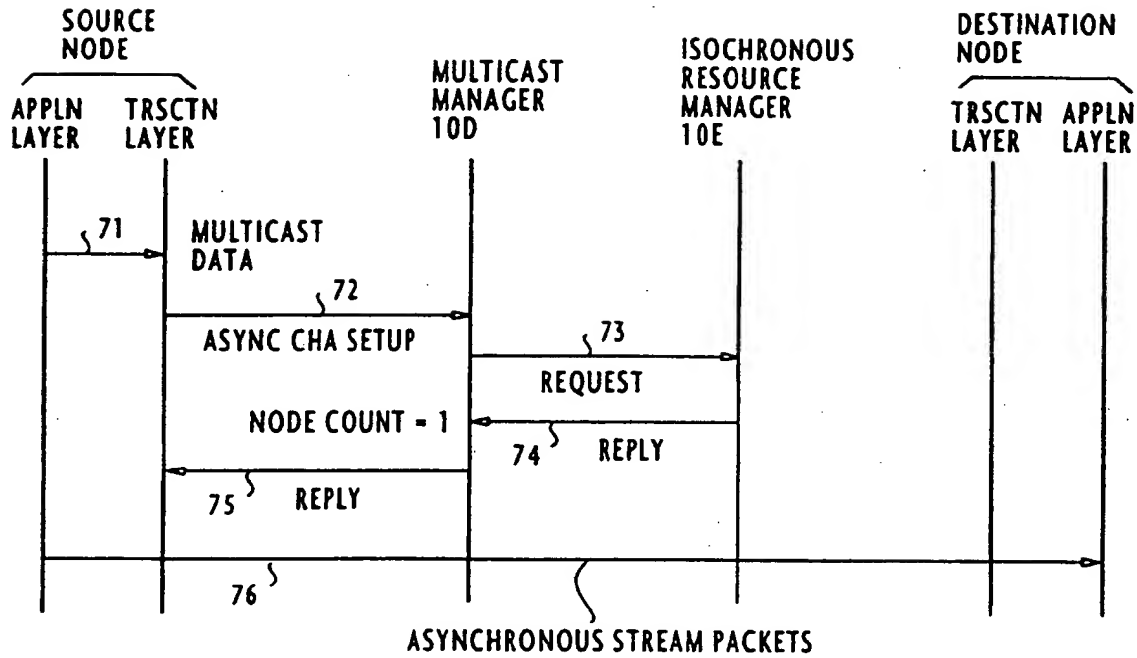 SOURCE
NODE
APPLN
LAYER
TRSCTN
LAYER
MULTICAST
MANAGER
10D
ISOCHRONOUS
RESOURCE
MANAGER
10E
DESTINATION
NODE
TRSCTN
LAYER
APPLN
LAYER
71
MULTICAST
DATA
72
ASYNC CHA SETUP
73
REQUEST
NODE COUNT = 1
74
REPLY
75
REPLY
76
ASYNCHRONOUS STREAM PACKETS